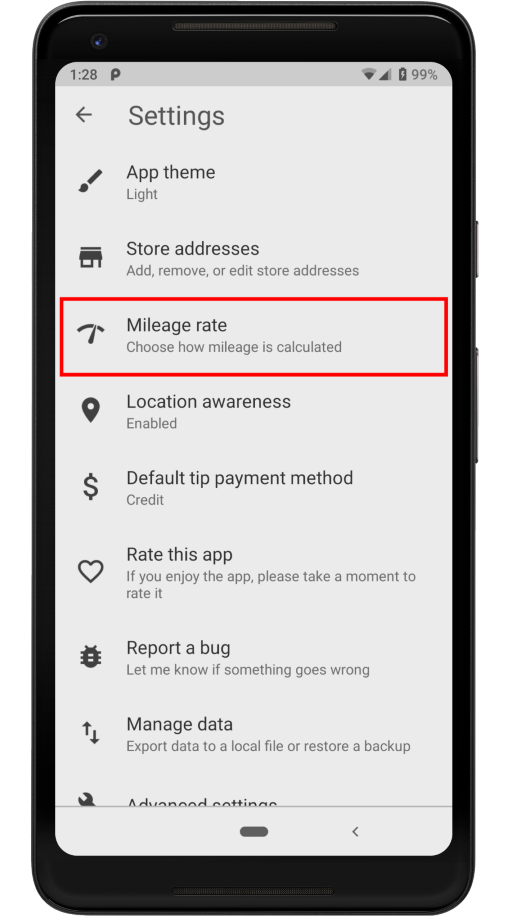 1:28 99%
Settings
App theme
Light
Store addresses
Add, remove, or edit store addresses
Mileage rate
Choose how mileage is calculated
Location awareness
Enabled
Default tip payment method
Credit
Rate this app
If you enjoy the app, please take a moment to
rate it
Report a bug
Let me know if something goes wrong
Manage data
Export data to a local file or restore a backup
Advanced settings